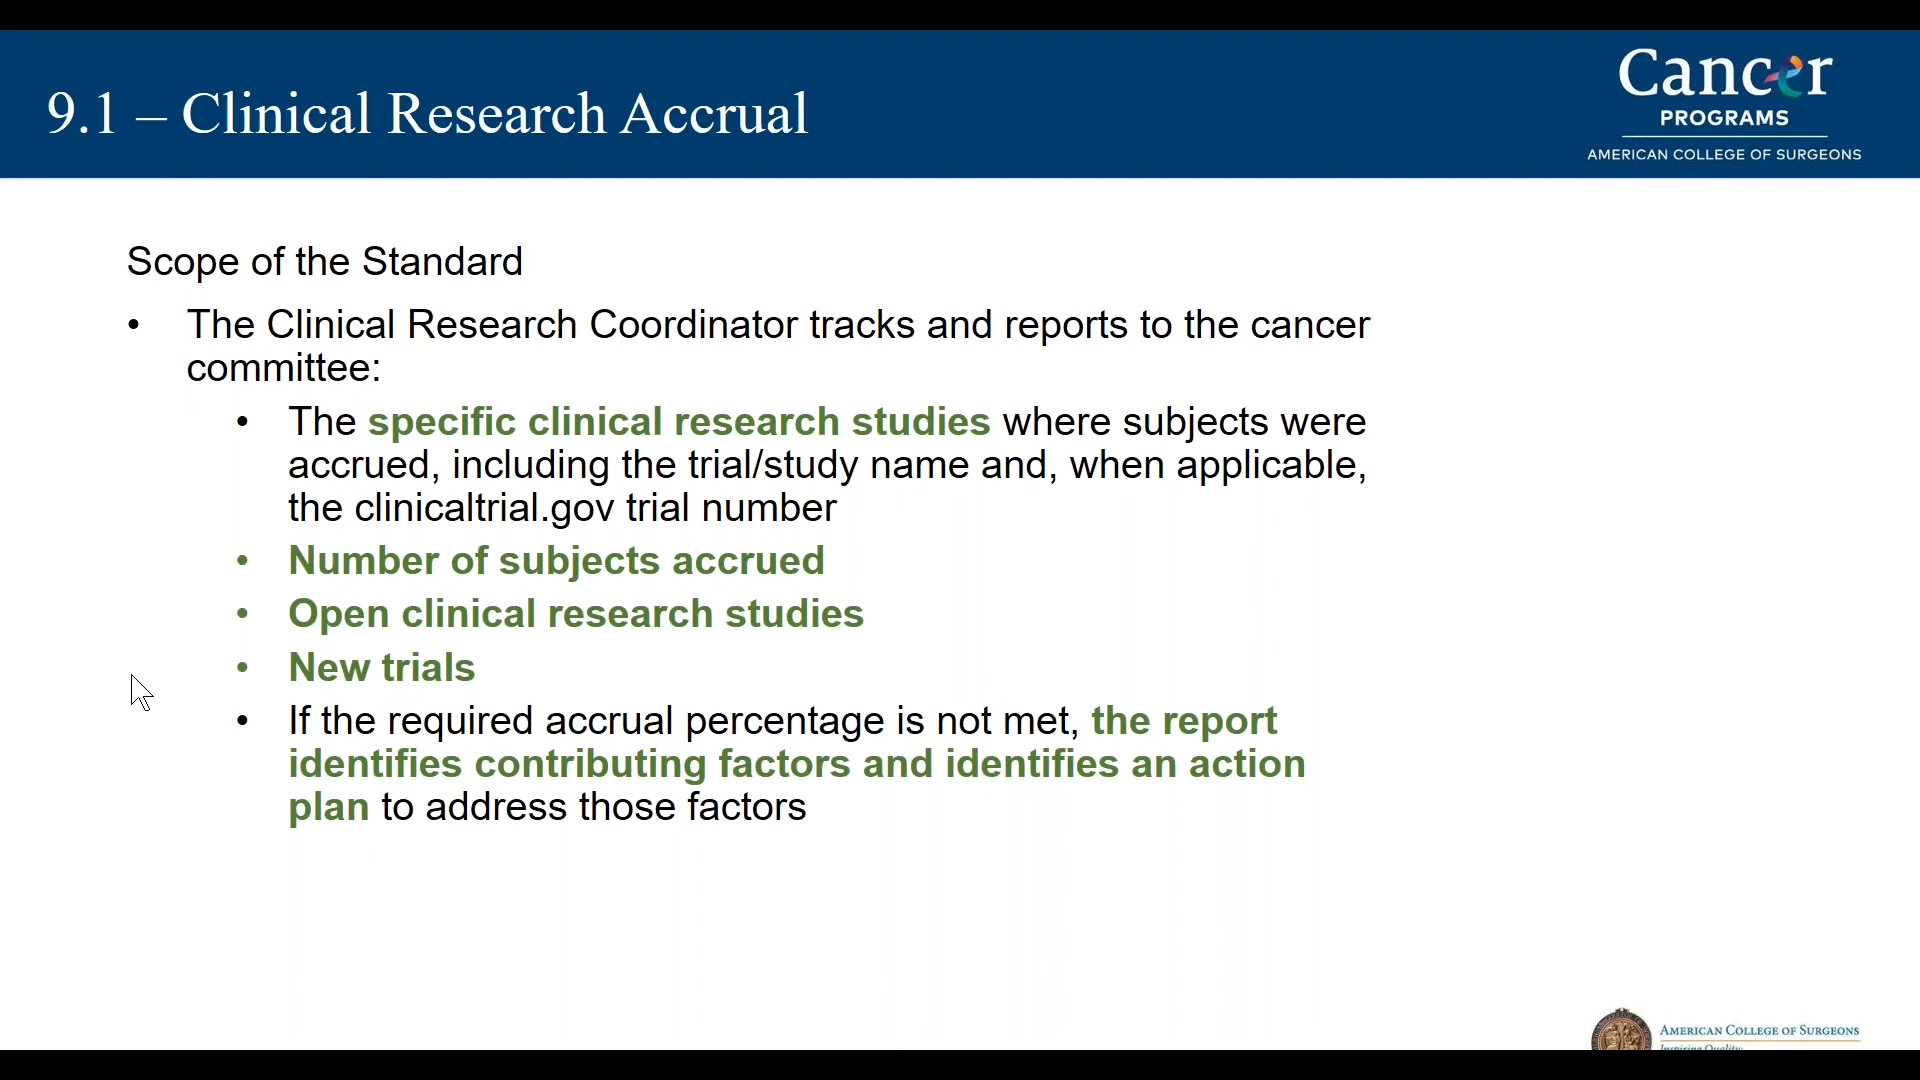 9.1 – Clinical Research Accrual
Cancer
PROGRAMS
AMERICAN COLLEGE OF SURGEONS
Scope of the Standard
• The Clinical Research Coordinator tracks and reports to the cancer
committee:
• The specific clinical research studies where subjects were
accrued, including the trial/study name and, when applicable,
the clinicaltrial.gov trial number
• Number of subjects accrued
• Open clinical research studies
• New trials
• If the required accrual percentage is not met, the report
identifies contributing factors and identifies an action
plan to address those factors
AMERICAN COLLEGE OF SURGEONS
Inspiring Quality: